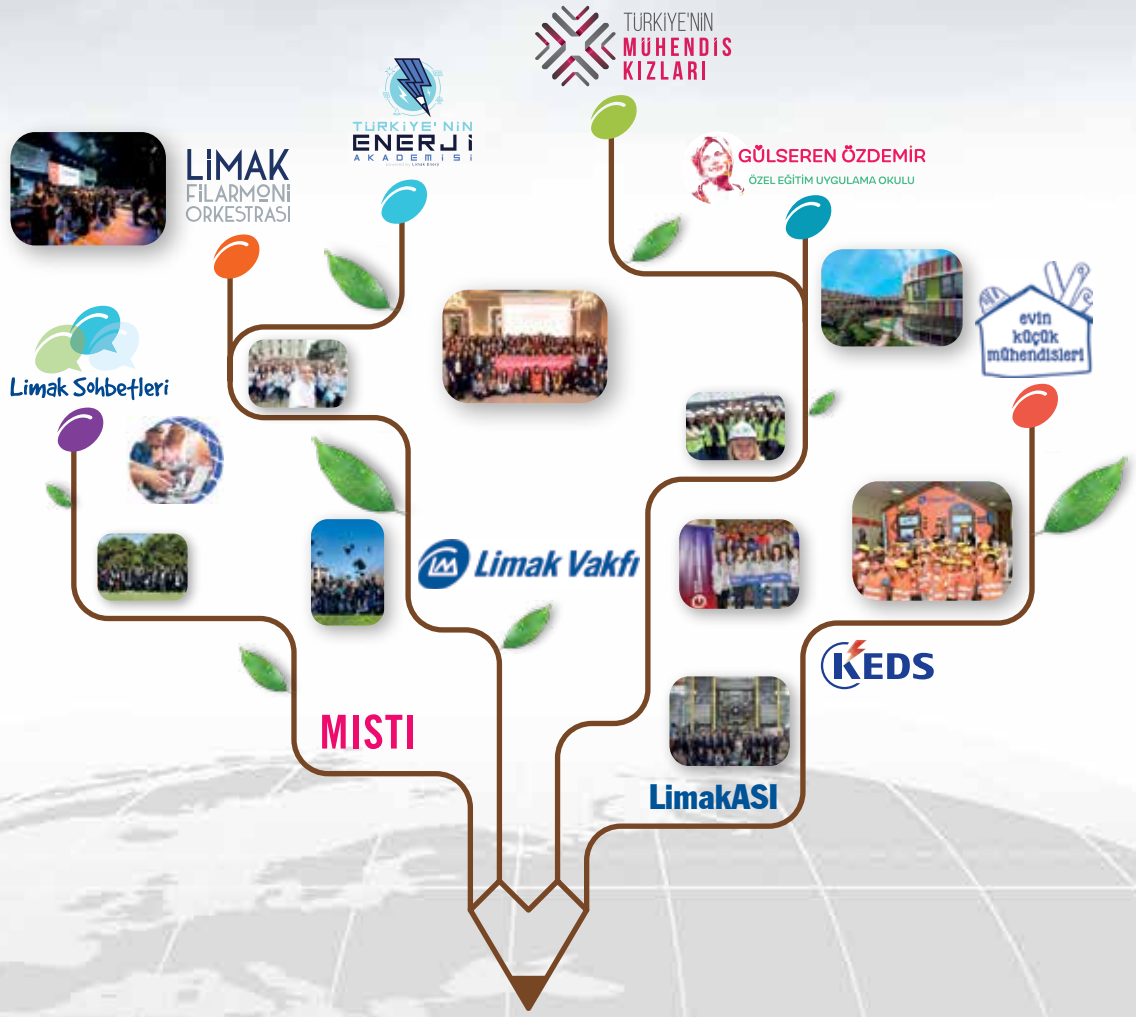 TÜRKİYE'NİN
MÜHENDİS
KIZLARI
TÜRKİYE'NİN
ENERJİ
AKADEMİSİ
LİMAK
FİLARMONİ
ORKESTRASI
GÜLSEREN ÖZDEMİR
ÖZEL EĞİTİM UYGULAMA OKULU
evin
küçük
mühendisleri
Limak Sohbetleri
LM Limak Vakfı
KEDS
MISTI
LimakASI